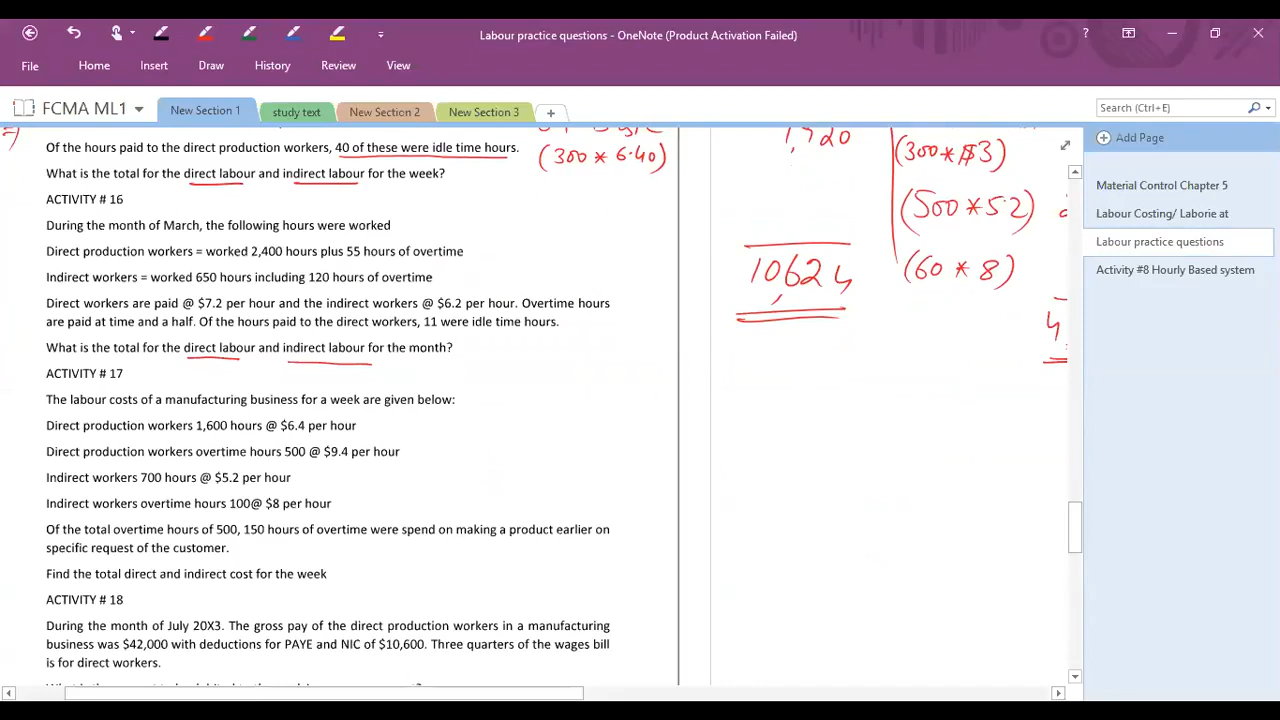 Labour practice questions - OneNote (Product Activation Failed)
?
File
Home
Insert
Draw
History
Review
View
FCMA ML1
New Section 1
study text
New Section 2
New Section 3
Search (Ctrl+E)
Of the hours paid to the direct production workers, 40 of these were idle time hours.
What is the total for the direct labour and indirect labour for the week?
ACTIVITY # 16
During the month of March, the following hours were worked
Direct production workers = worked 2,400 hours plus 55 hours of overtime
Indirect workers = worked 650 hours including 120 hours of overtime
Direct workers are paid @ $7.2 per hour and the indirect workers @ $6.2 per hour. Overtime hours
are paid at time and a half. Of the hours paid to the direct workers, 11 were idle time hours.
What is the total for the direct labour and indirect labour for the month?
ACTIVITY # 17
The labour costs of a manufacturing business for a week are given below:
Direct production workers 1,600 hours @ $6.4 per hour
Direct production workers overtime hours 500 @ $9.4 per hour
Indirect workers 700 hours @ $5.2 per hour
Indirect workers overtime hours 100@ $8 per hour
Of the total overtime hours of 500, 150 hours of overtime were spend on making a product earlier on
specific request of the customer.
Find the total direct and indirect cost for the week
ACTIVITY # 18
During the month of July 20X3. The gross pay of the direct production workers in a manufacturing
business was $42,000 with deductions for PAYE and NIC of $10,600. Three quarters of the wages bill
is for direct workers.
(300 * 6.40)
1,920
10,624
(300 * $3)
(500 * 5.2)
(60 * 8)
4
Add Page
Material Control Chapter 5
Labour Costing/ Laborie at
Labour practice questions
Activity #8 Hourly Based system